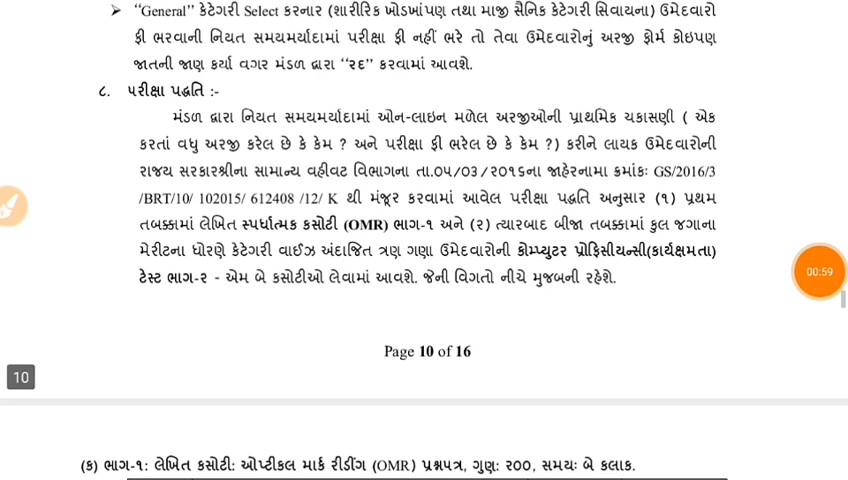 ➤ “General” કેટેગરી Select કરનાર (શારીરિક ખોડખાંપણ તથા માજી સૈનિક કેટેગરી સિવાયના) ઉમેદવારો
ફી ભરવાની નિયત સમયમર્યાદામાં પરીક્ષા ફી નહીં ભરે તો તેવા ઉમેદવારોનું અરજી ફોર્મ કોઇપણ
જાતની જાણ કર્યા વગર મંડળ દ્વારા “રદ” કરવામાં આવશે.
૮. પરીક્ષા પદ્ધતિ :-
મંડળ દ્વારા નિયત સમયમર્યાદામાં ઓન-લાઇન મળેલ અરજીઓની પ્રાથમિક ચકાસણી ( એક
કરતાં વધુ અરજી કરેલ છે કે કેમ ? અને પરીક્ષા ફી ભરેલ છે કે કેમ ?) કરીને લાયક ઉમેદવારોની
રાજય સરકારશ્રીના સામાન્ય વહીવટ વિભાગના તા.૦૫/૦૩/૨૦૧૬ના જાહેરનામા ક્રમાંકઃ GS/2016/3
/BRT/10/ 102015/ 612408 /12/ K થી મંજૂર કરવામાં આવેલ પરીક્ષા પદ્ધતિ અનુસાર (૧) પ્રથમ
તબક્કામાં લેખિત સ્પર્ધાત્મક કસોટી (OMR) ભાગ-૧ અને (૨) ત્યારબાદ બીજા તબક્કામાં કુલ જગાના
મેરીટના ધોરણે કેટેગરી વાઈઝ અંદાજિત ત્રણ ગણા ઉમેદવારોની કોમ્પ્યુટર પ્રોફિસીયન્સી(કાર્યક્ષમતા)
ટેસ્ટ ભાગ-૨ - એમ બે કસોટીઓ લેવામાં આવશે. જેની વિગતો નીચે મુજબની રહેશે.
00:59
Page 10 of 16
10
(ક) ભાગ-૧: લેખિત કસોટી: ઓપ્ટીકલ માર્ક રીડીંગ (OMR) પ્રશ્નપત્ર, ગુણ: ૨૦૦, સમયઃ બે કલાક.